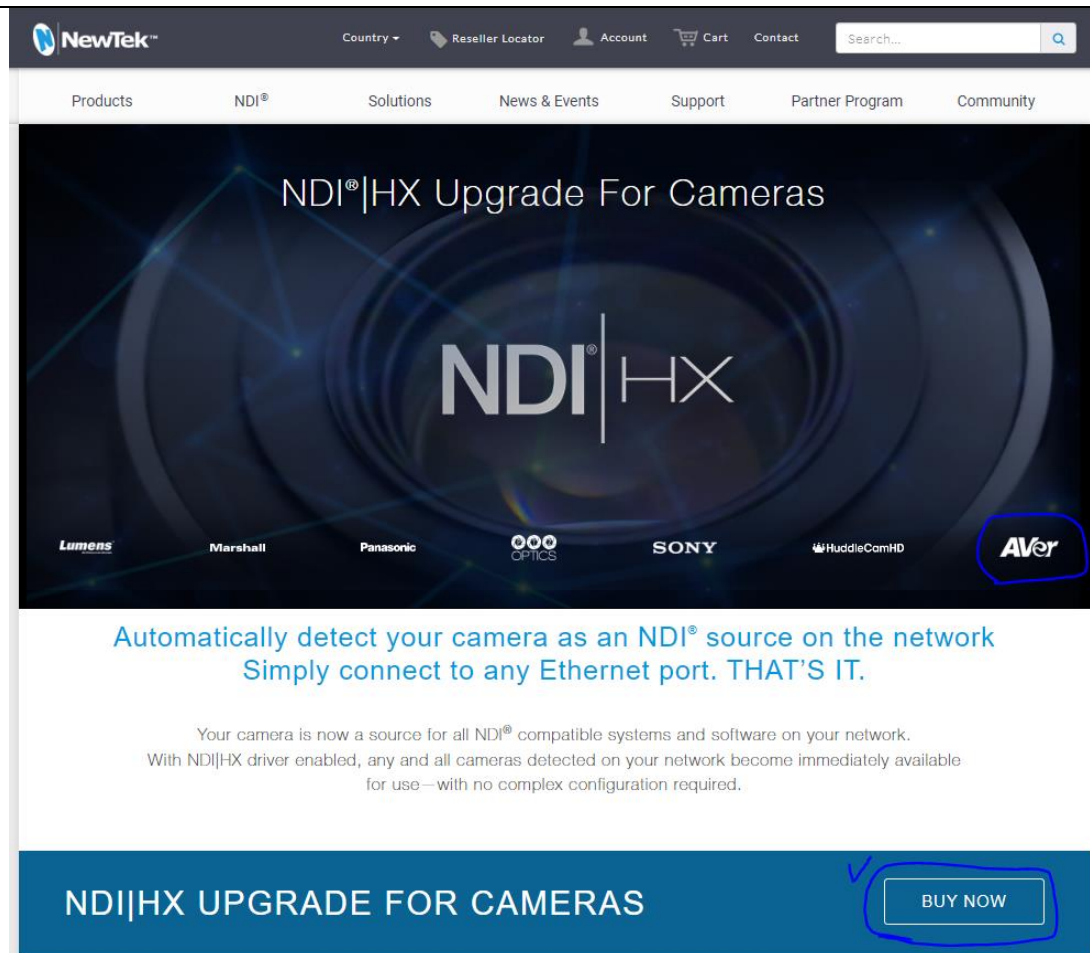 NewTek™
Country Reseller Locator Account Cart Contact Search...
Products NDI® Solutions News & Events Support Partner Program Community
NDI®|HX Upgrade For Cameras
NDI®|HX
Lumens Marshall Panasonic OPTICS SONY HuddleCamHD AVer
Automatically detect your camera as an NDI® source on the network
Simply connect to any Ethernet port. THAT'S IT.
Your camera is now a source for all NDI® compatible systems and software on your network.
With NDI|HX driver enabled, any and all cameras detected on your network become immediately available
for use—with no complex configuration required.
NDI|HX UPGRADE FOR CAMERAS
BUY NOW